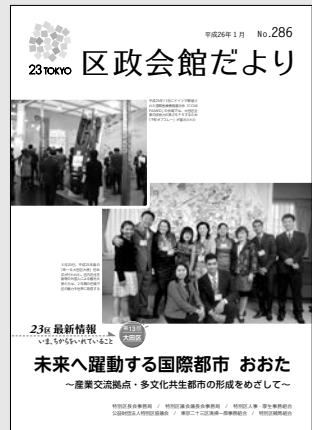 平成26年1月 No.286
23 TOKYO
区政会館だより
23区 最新情報
いま、ちからをいれていること
第13回
大田区
未来へ躍動する国際都市 おおた
～産業交流拠点・多文化共生都市の形成をめざして～
特別区長会事務局 / 特別区議会議長会事務局 / 特別区人事・厚生事務組合
公益財団法人特別区協議会 / 東京二十三区清掃一部事務組合 / 特別区競馬組合